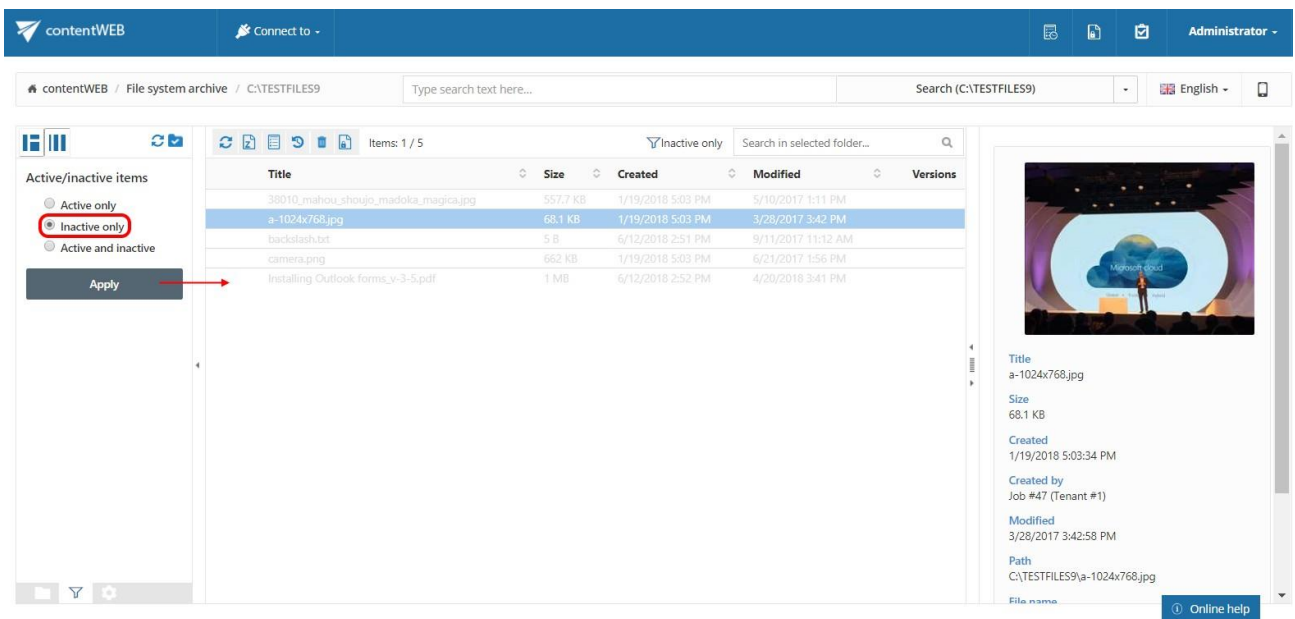 contentWEB
Connect to
Administrator
contentWEB / File system archive / C:\TESTFILES9
Type search text here...
Search (C:\TESTFILES9)
English
Items: 1 / 5
Inactive only
Search in selected folder...
Active/inactive items
Active only
Inactive only
Active and inactive
Apply
Title Size Created Modified Versions
38010_mahou_shoujo_madoka_magica.jpg 557.7 KB 1/19/2018 5:03 PM 5/10/2017 1:11 PM
a-1024x768.jpg 68.1 KB 1/19/2018 5:03 PM 3/28/2017 3:42 PM
backslash.txt 5 B 6/12/2018 2:51 PM 9/11/2017 11:12 AM
camera.png 662 KB 1/19/2018 5:03 PM 6/21/2017 1:56 PM
Installing Outlook forms_v-3-5.pdf 1 MB 6/12/2018 2:52 PM 4/20/2018 3:41 PM
Microsoft cloud
Title
a-1024x768.jpg
Size
68.1 KB
Created
1/19/2018 5:03:34 PM
Created by
Job #47 (Tenant #1)
Modified
3/28/2017 3:42:58 PM
Path
C:\TESTFILES9\a-1024x768.jpg
File name
Online help